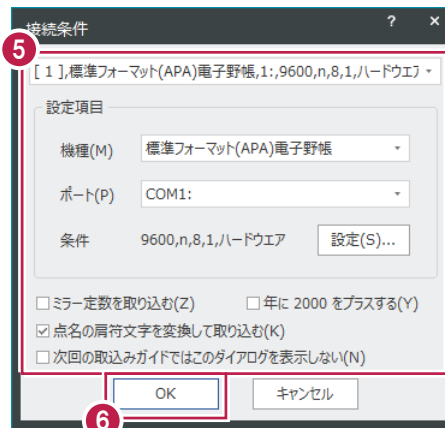 接続条件 ? ×
5
[ 1 ],標準フォーマット(APA)電子野帳,1:,9600,n,8,1,ハードウエア
設定項目
機種(M) 標準フォーマット(APA)電子野帳
ポート(P) COM1:
条件 9600,n,8,1,ハードウエア 設定(S)...
ミラー定数を取り込む(Z) 年に 2000 をプラスする(Y)
点名の肩符文字を変換して取り込む(K)
次回の取込みガイドではこのダイアログを表示しない(N)
OK キャンセル
6